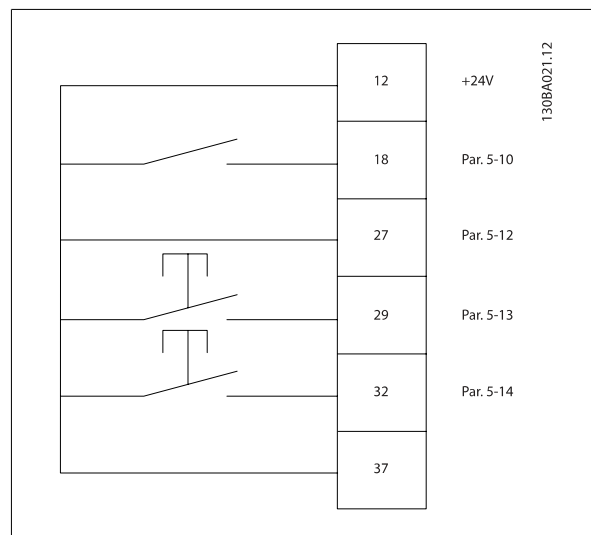 12 +24V
18 Par. 5-10
27 Par. 5-12
29 Par. 5-13
32 Par. 5-14
37
130BA021.12